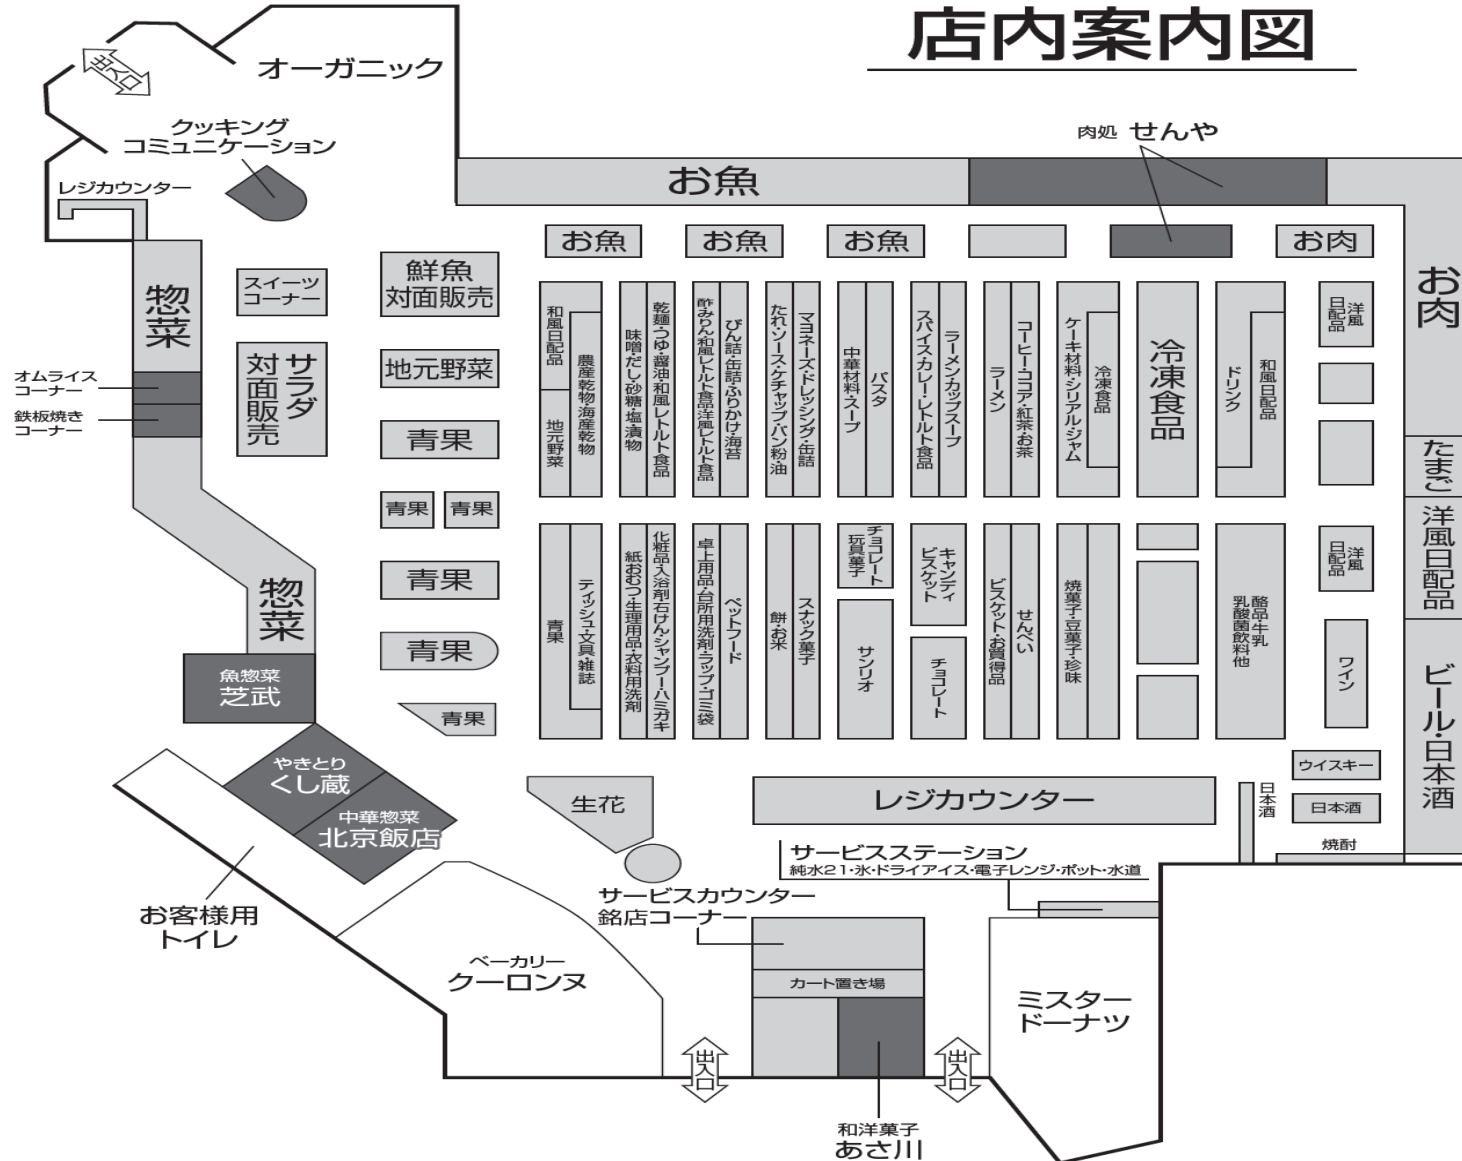 店内案内図
オーガニック
出入口
クッキング
コミュニケーション
レジカウンター
肉処 せんや
お魚
お魚
お魚
お魚
お肉
お肉
惣菜
スイーツ
コーナー
鮮魚
対面販売
地元野菜
サラダ
対面販売
オムライス
コーナー
鉄板焼き
コーナー
青果
青果
青果
青果
青果
青果
惣菜
魚惣菜
芝武
やきとり
くし蔵
中華惣菜
北京飯店
お客様用
トイレ
和風日配品
地元野菜
農産乾物・海産乾物
味噌・だし・砂糖・塩・漬物
乾麺・つゆ・醤油・和風レトルト食品
酢みりん和風レトルト食品洋風レトルト食品
びん詰・缶詰・ふりかけ・海苔
たれ・ソース・ケチャップ・パン粉・油
マヨネーズ・ドレッシング・缶詰
中華材料・スープ
パスタ
スパイスカレー・レトルト食品
ラーメンカップスープ
ラーメン
コーヒー・ココア・紅茶お茶
ケーキ材料・シリアルジャム
冷凍食品
冷凍食品
ドリンク
和風日配品
洋風
日配品
たまご
洋風日配品
ビール・日本酒
青果
ティッシュ・文具・雑誌
紙おむつ・生理用品・衣料用洗剤
化粧品入浴剤・石けん・シャンプー・ハミガキ
卓上用品・台所用洗剤・ラップ・ゴミ袋
ペットフード
餅・お米
スナック菓子
チョコレート
玩具菓子
サンリオ
キャンディ
ビスケット
チョコレート
ビスケット・お買得品
せんべい
焼菓子・豆菓子・珍味
酪品・牛乳
乳酸菌飲料他
洋風
日配品
ワイン
ウイスキー
日本酒
日本酒
焼酎
生花
レジカウンター
サービスステーション
純水21・氷・ドライアイス・電子レンジ・ポット・水道
サービスカウンター
銘店コーナー
カート置き場
ベーカリー
クーロンヌ
ミスター
ドーナツ
出入口
出入口
和洋菓子
あさ川